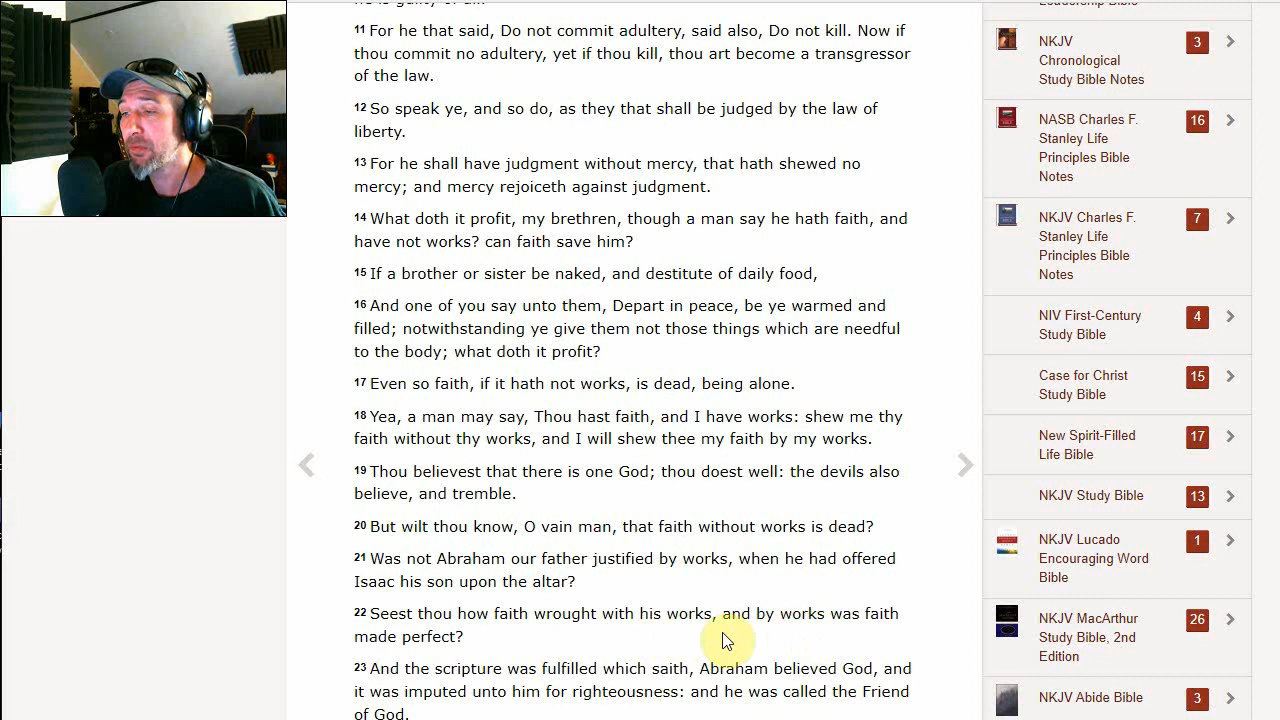 11 For he that said, Do not commit adultery, said also, Do not kill. Now if
thou commit no adultery, yet if thou kill, thou art become a transgressor
of the law.
12 So speak ye, and so do, as they that shall be judged by the law of
liberty.
13 For he shall have judgment without mercy, that hath shewed no
mercy; and mercy rejoiceth against judgment.
14 What doth it profit, my brethren, though a man say he hath faith, and
have not works? can faith save him?
15 If a brother or sister be naked, and destitute of daily food,
16 And one of you say unto them, Depart in peace, be ye warmed and
filled; notwithstanding ye give them not those things which are needful
to the body; what doth it profit?
17 Even so faith, if it hath not works, is dead, being alone.
18 Yea, a man may say, Thou hast faith, and I have works: shew me thy
faith without thy works, and I will shew thee my faith by my works.
19 Thou believest that there is one God; thou doest well: the devils also
believe, and tremble.
20 But wilt thou know, O vain man, that faith without works is dead?
21 Was not Abraham our father justified by works, when he had offered
Isaac his son upon the altar?
22 Seest thou how faith wrought with his works, and by works was faith
made perfect?
23 And the scripture was fulfilled which saith, Abraham believed God, and
it was imputed unto him for righteousness: and he was called the Friend
of God.
Leadership Bible
NKJV 3
Chronological
Study Bible Notes
NASB Charles F. 16
Stanley Life
Principles Bible
Notes
NKJV Charles F. 7
Stanley Life
Principles Bible
Notes
NIV First-Century 4
Study Bible
Case for Christ 15
Study Bible
New Spirit-Filled 17
Life Bible
NKJV Study Bible 13
NKJV Lucado 1
Encouraging Word
Bible
NKJV MacArthur 26
Study Bible, 2nd
Edition
NKJV Abide Bible 3